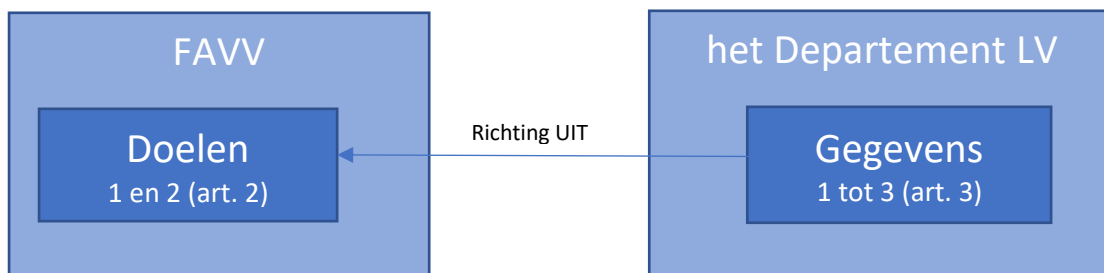 FAVV
het Departement LV
Richting UIT
Doelen
1 en 2 (art. 2)
Gegevens
1 tot 3 (art. 3)